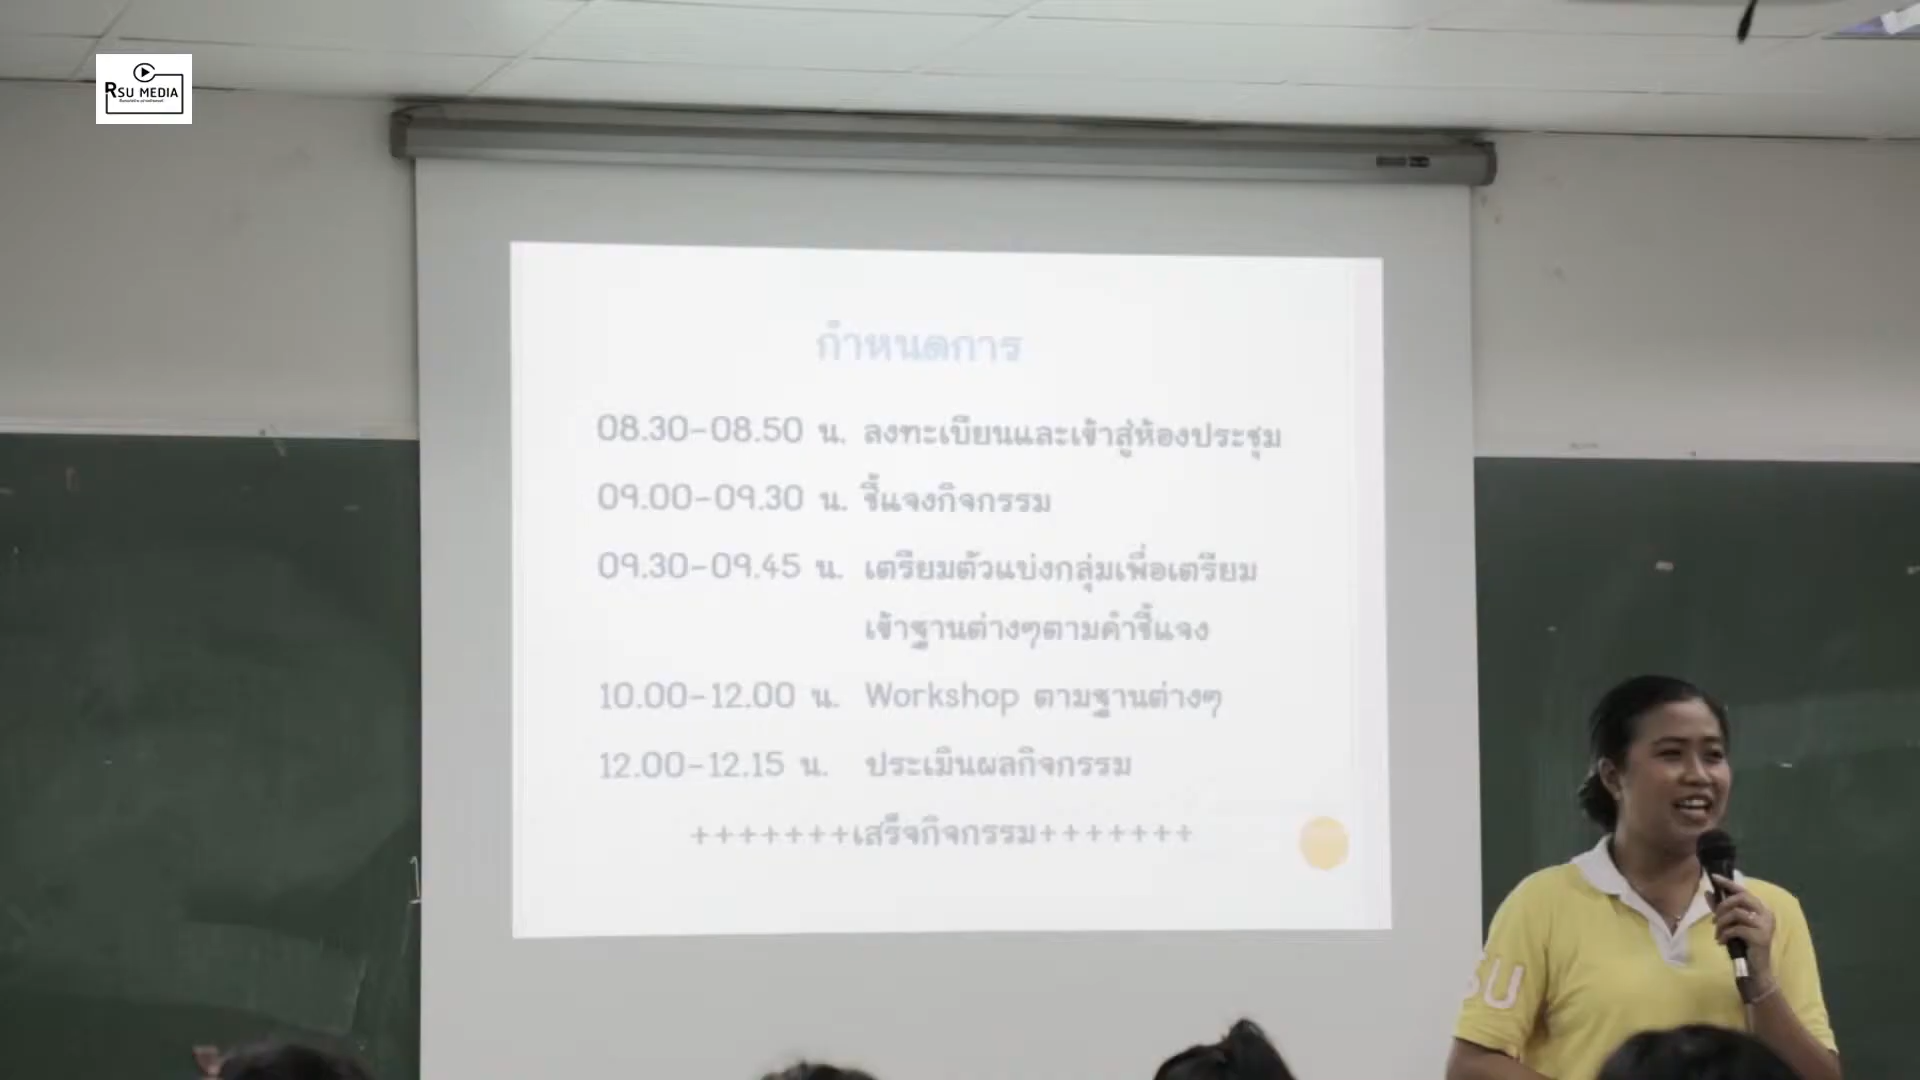 RSU MEDIA
กำหนดการ
08.30-08.50 น. ลงทะเบียนและเข้าสู่ห้องประชุม
09.00-09.30 น. ชี้แจงกิจกรรม
09.30-09.45 น. เตรียมตัวแบ่งกลุ่มเพื่อเตรียม
เข้าฐานต่างๆตามคำชี้แจง
10.00-12.00 น. Workshop ตามฐานต่างๆ
12.00-12.15 น. ประเมินผลกิจกรรม
+++++++เสร็จกิจกรรม+++++++
SU